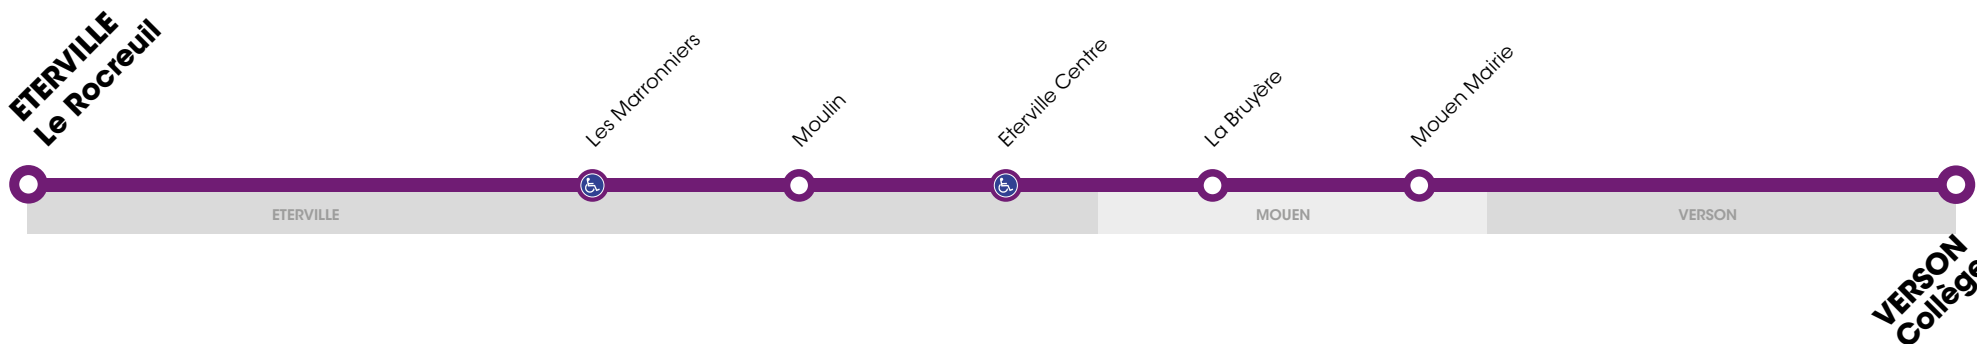 ETERVILLE
Le Rocreuil
Les Marronniers
Moulin
Eterville Centre
La Bruyère
Mouen Mairie
ETERVILLE
MOUEN
VERSON
VERSON
Collège